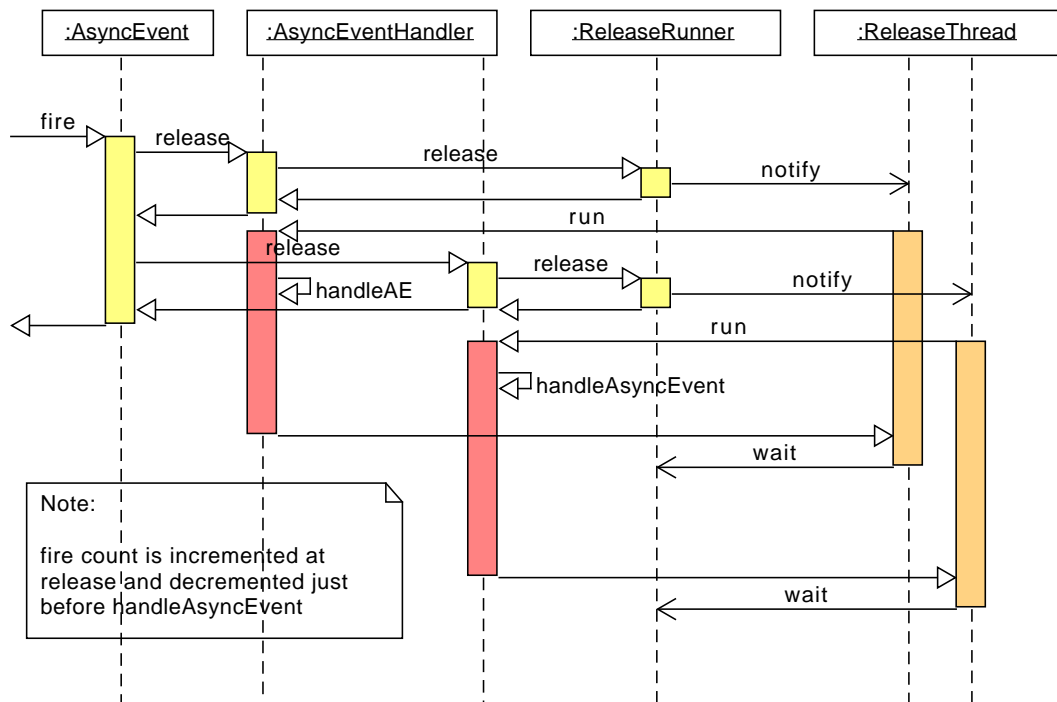 :AsyncEvent
:AsyncEventHandler
:ReleaseRunner
:ReleaseThread
fire
release
release
notify
run
release
release
handleAE
notify
run
handleAsyncEvent
wait
Note:
fire count is incremented at
release and decremented just
before handleAsyncEvent
wait